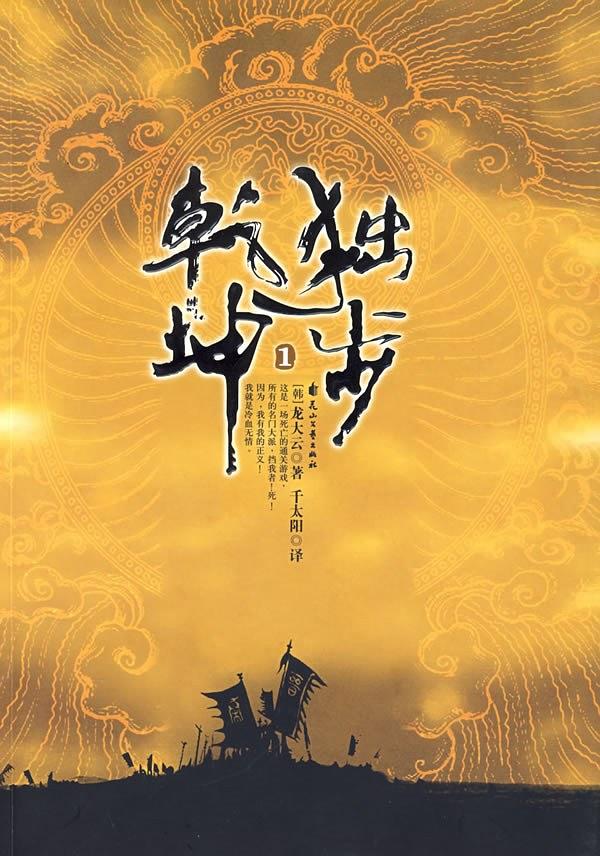 独步
乾坤
1
花山文艺出版社
[韩]龙大云◎著 千太阳◎译
这是一场死亡的通关游戏，
所有的名门大派，挡我者！死！
因为，我有我的正义！
我就是冷血无情。